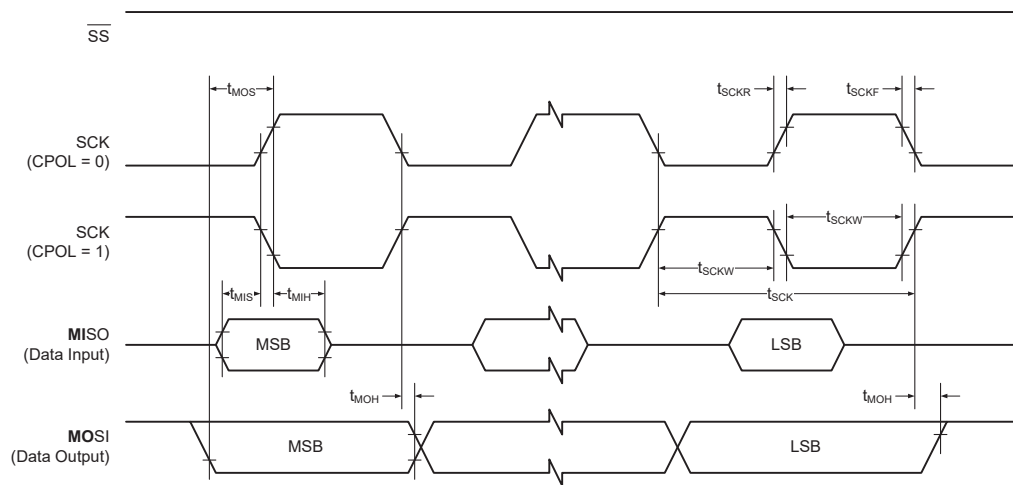 SS
tMOS
tSCKR
tSCKF
SCK
(CPOL = 0)
SCK
(CPOL = 1)
tSCKW
tSCKW
tSCK
tMIS
tMIH
MISO
(Data Input)
MSB
LSB
tMOH
tMOH
MOSI
(Data Output)
MSB
LSB